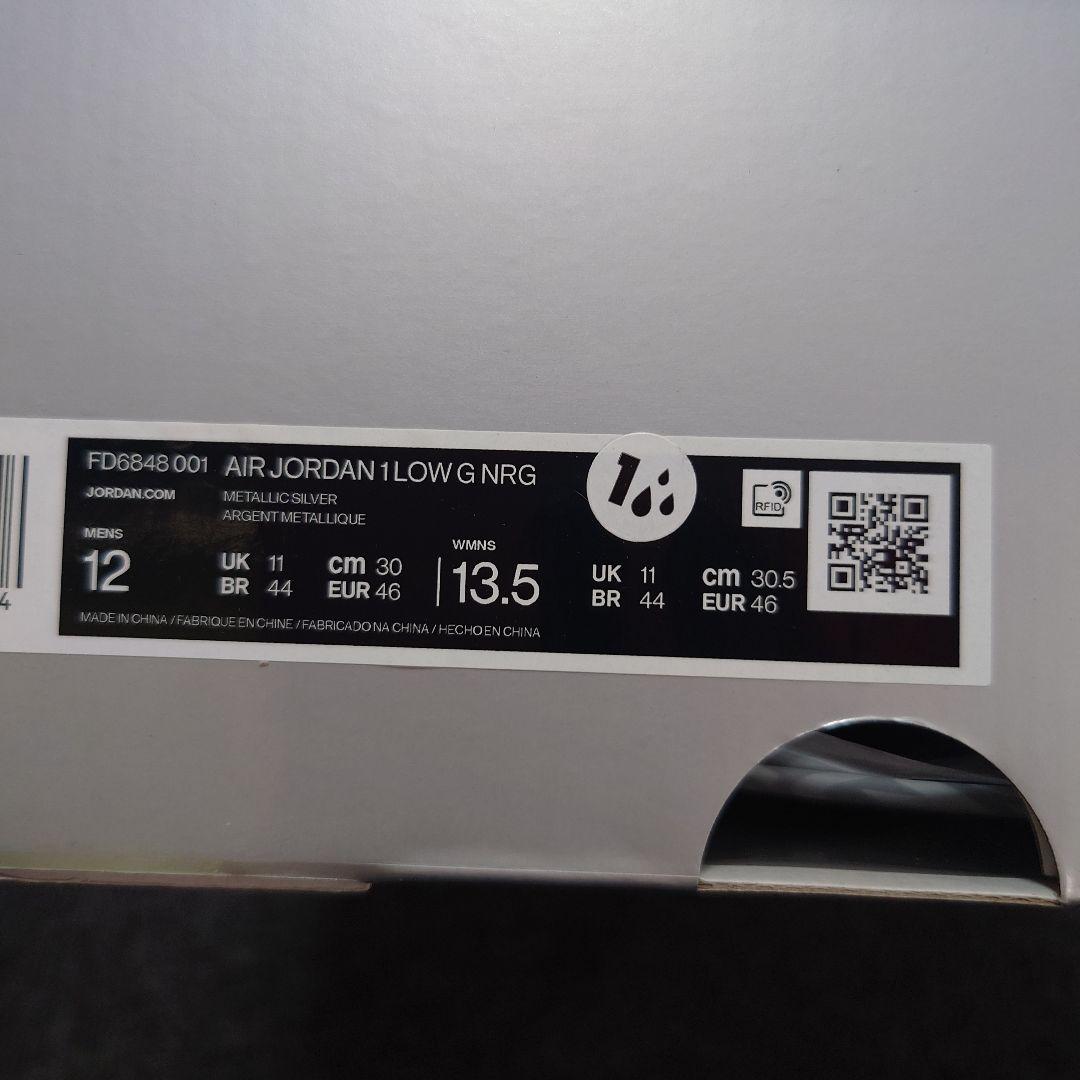 FD6848 001 AIR JORDAN 1 LOW G NRG
JORDAN.COM
METALLIC SILVER
ARGENT METALLIQUE
MENS
12
UK 11 cm 30
BR 44 EUR 46
WMNS
13.5
UK 11 cm 30.5
BR 44 EUR 46
MADE IN CHINA / FABRIQUE EN CHINE / FABRICADO NA CHINA / HECHO EN CHINA
1
RFID
4